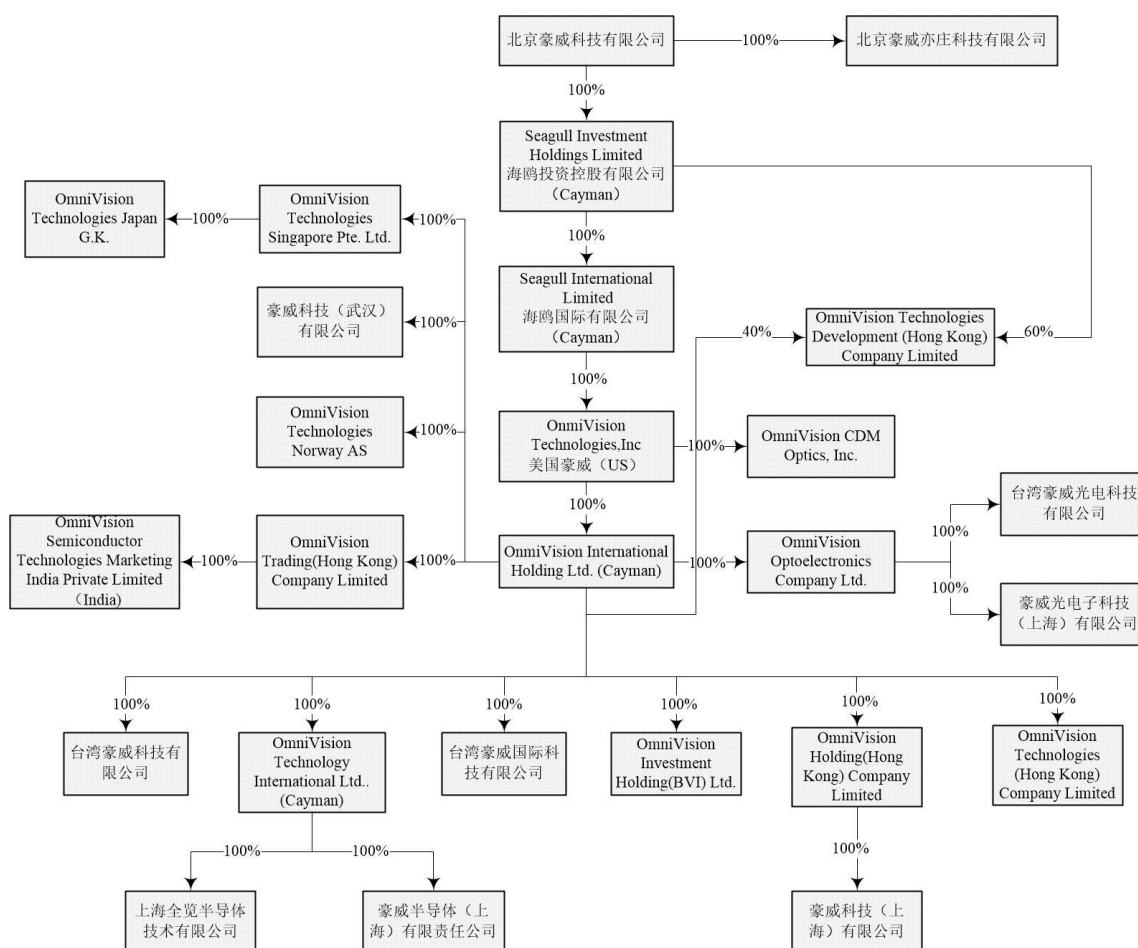 北京豪威科技有限公司
100%
北京豪威亦庄科技有限公司
100%
Seagull Investment
Holdings Limited
海鸥投资控股有限公司
（Cayman）
OmniVision
Technologies Japan
G.K.
100%
OmniVision
Technologies
Singapore Pte. Ltd.
100%
100%
Seagull International
Limited
海鸥国际有限公司
（Cayman）
豪威科技（武汉）
有限公司
100%
40%
OmniVision Technologies
Development (Hong Kong)
Company Limited
60%
100%
OmniVision
Technologies
Norway AS
100%
OnmiVision
Technologies,Inc
美国豪威（US）
100%
OmniVision CDM
Optics, Inc.
100%
台湾豪威光电科技
有限公司
100%
OmniVision
Semiconductor
Technologies Marketing
India Private Limited
（India)
100%
OmniVision
Trading(Hong Kong)
Company Limited
100%
OmniVision International
Holding Ltd. (Cayman)
100%
OmniVision
Optoelectronics
Company Ltd.
100%
豪威光电子科技
（上海）有限公司
100%
100%
100%
100%
100%
100%
台湾豪威科技有
限公司
OmniVision
Technology
International Ltd..
(Cayman)
台湾豪威国际科
技有限公司
OmniVision
Investment
Holding(BVI) Ltd.
OmniVision
Holding(Hong
Kong) Company
Limited
OmniVision
Technologies
(Hong Kong)
Company Limited
100%
100%
100%
上海全览半导体
技术有限公司
豪威半导体（上
海）有限责任公司
豪威科技（上
海）有限公司